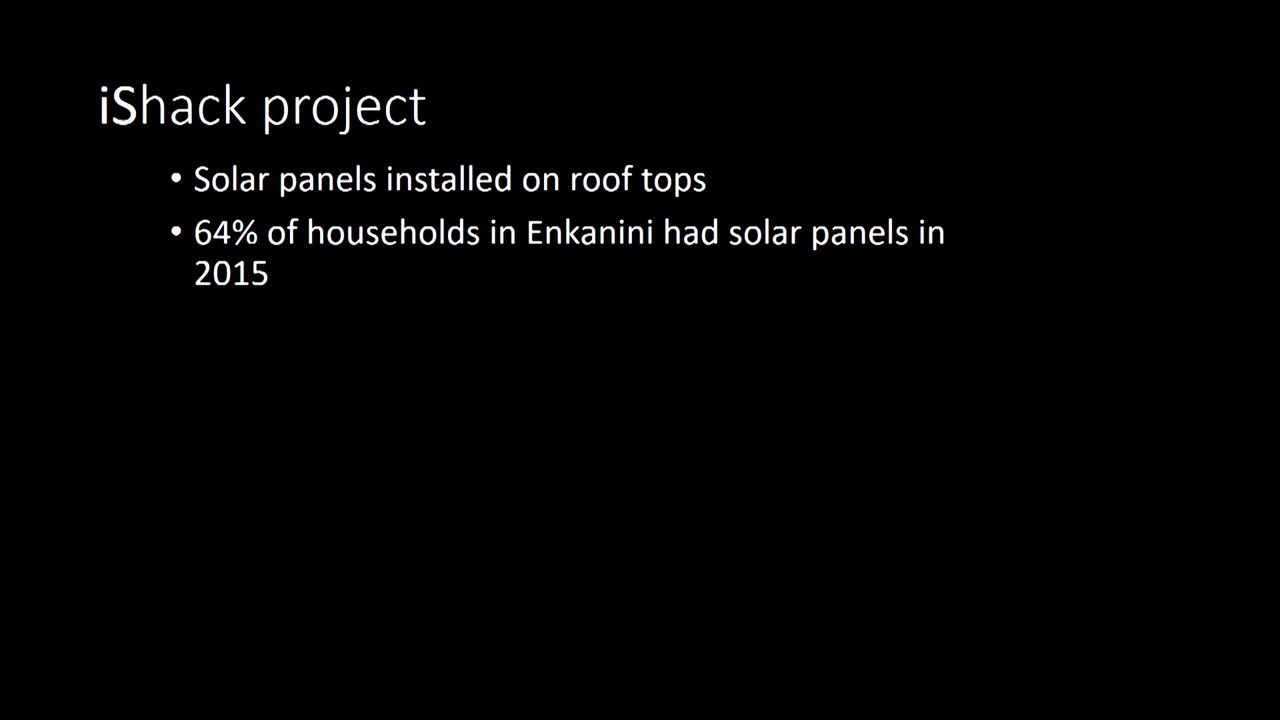 iShack project
• Solar panels installed on roof tops
• 64% of households in Enkanini had solar panels in
2015